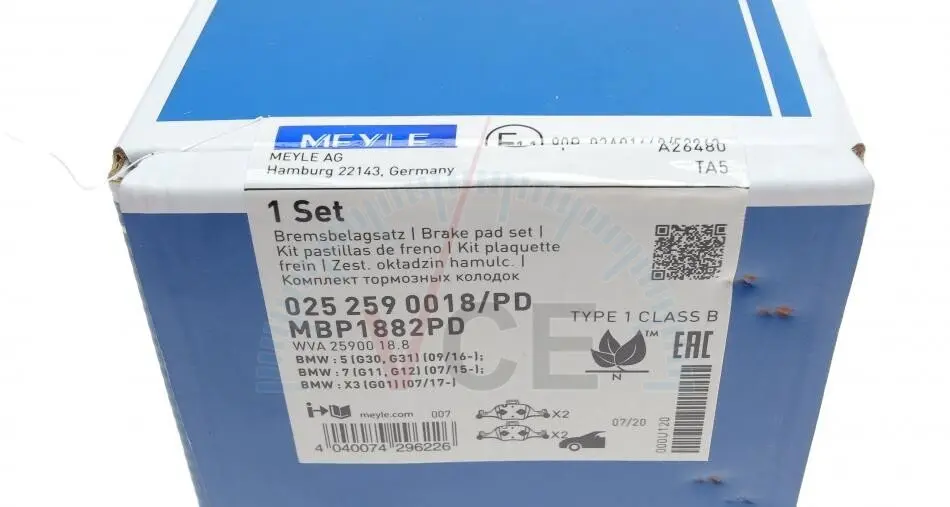 MEYLE
MEYLE AG
Hamburg 22143, Germany
A26480
TA5
1 Set
Bremsbelagsatz | Brake pad set |
Kit pastillas de freno | Kit plaquette
frein | Zest. okładzin hamulc. |
Комплект тормозных колодок
025 259 0018/PD
MBP1882PD
WVA 25900 18.8
BMW : 5 (G30, G31) (09/16-);
BMW : 7 (G11, G12) (07/15-);
BMW : X3 (G01) (07/17-)
TYPE 1 CLASS B
TM
N
EAC
meyle.com
007
X2
X2
07/20
000U120
4 040074 296226
CE